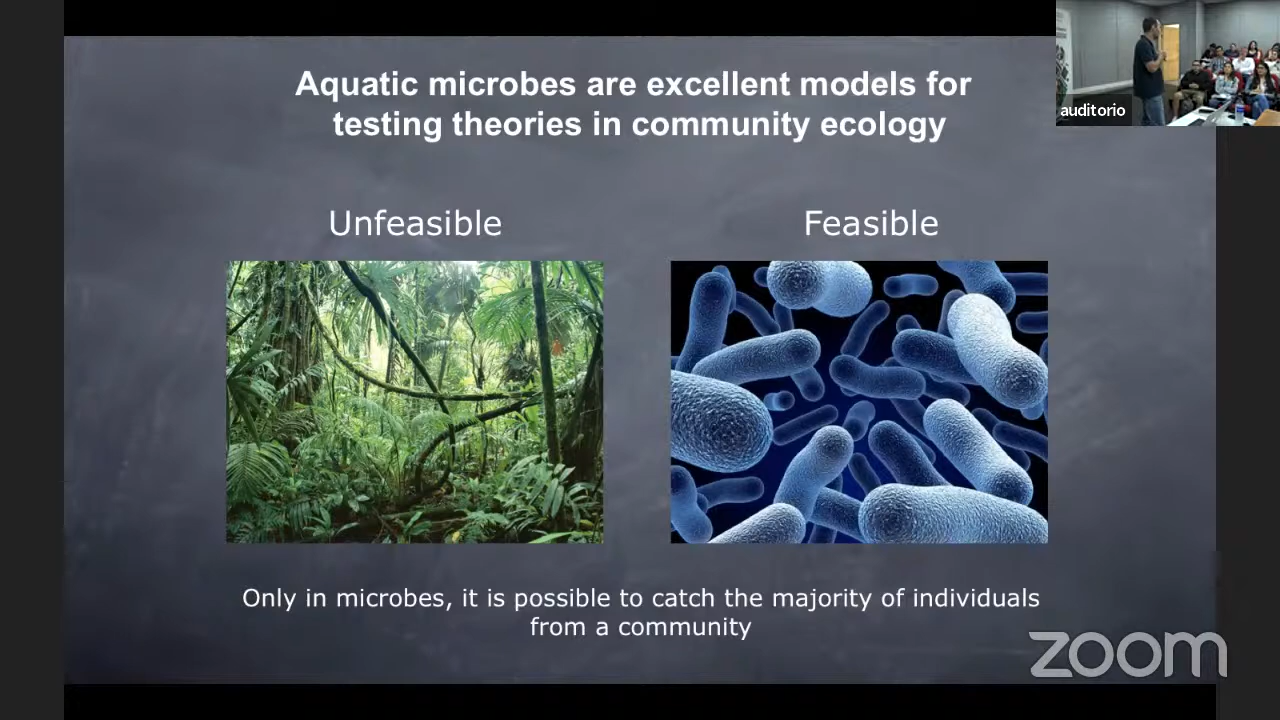 Aquatic microbes are excellent models for
testing theories in community ecology
auditorio
Unfeasible
Feasible
Only in microbes, it is possible to catch the majority of individuals
from a community
zoom